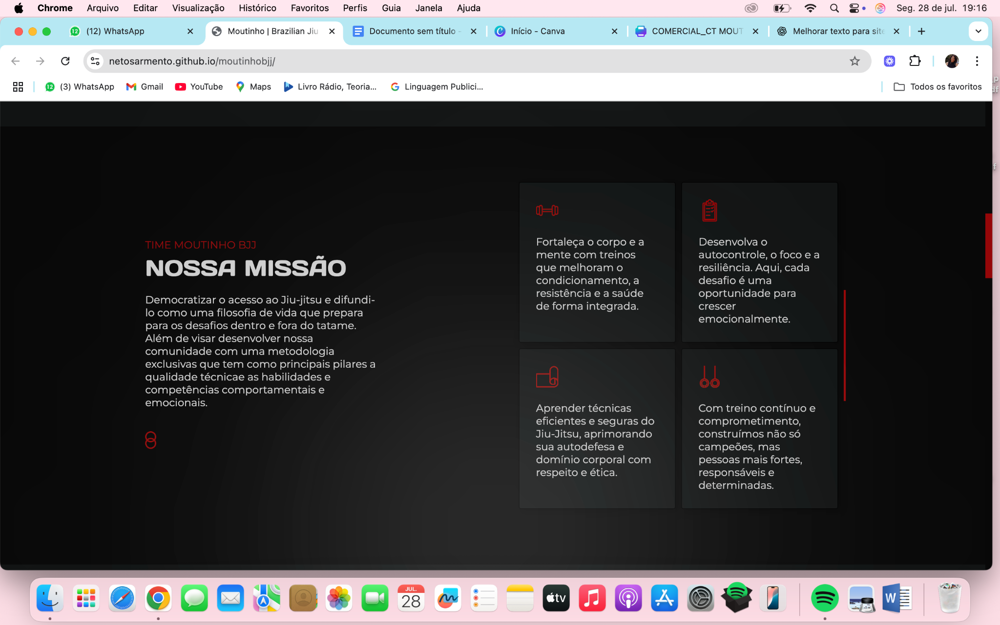 Chrome Arquivo Editar Visualização Histórico Favoritos Perfis Guia Janela Ajuda Seg. 28 de jul. 19:16
12 (12) WhatsApp Moutinho | Brazilian Jiu Documento sem título - Início - Canva COMERCIAL_CT MOUT Melhorar texto para site
netosarmento.github.io/moutinhobjj/
12 (3) WhatsApp Gmail YouTube Maps Livro Rádio, Teoria... Linguagem Publici... Todos os favoritos
TIME MOUTINHO BJJ
NOSSA MISSÃO
Democratizar o acesso ao Jiu-jitsu e difundi-
lo como uma filosofia de vida que prepara
para os desafios dentro e fora do tatame.
Além de visar desenvolver nossa
comunidade com uma metodologia
exclusivas que tem como principais pilares a
qualidade técnicae as habilidades e
competências comportamentais e
emocionais.
Fortaleça o corpo e a
mente com treinos
que melhoram o
condicionamento, a
resistência e a saúde
de forma integrada.
Desenvolva o
autocontrole, o foco e a
resiliência. Aqui, cada
desafio é uma
oportunidade para
crescer
emocionalmente.
Aprender técnicas
eficientes e seguras do
Jiu-Jitsu, aprimorando
sua autodefesa e
domínio corporal com
respeito e ética.
Com treino contínuo e
comprometimento,
construímos não só
campeões, mas
pessoas mais fortes,
responsáveis e
determinadas.
JUL.
28
tv
W